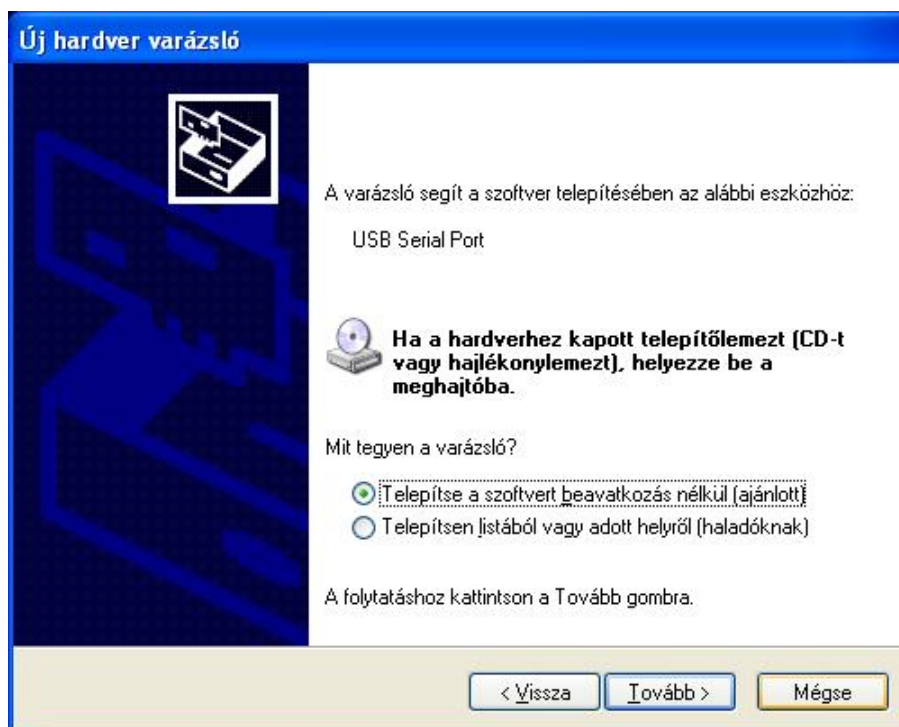 Új hardver varázsló
A varázsló segít a szoftver telepítésében az alábbi eszközhöz:
USB Serial Port
Ha a hardverhez kapott telepítőlemezt (CD-t
vagy hajlékonylemezt), helyezze be a
meghajtóba.
Mit tegyen a varázsló?
Telepítse a szoftvert beavatkozás nélkül (ajánlott)
Telepítsen listából vagy adott helyről (haladóknak)
A folytatáshoz kattintson a Tovább gombra.
< Vissza Tovább > Mégse